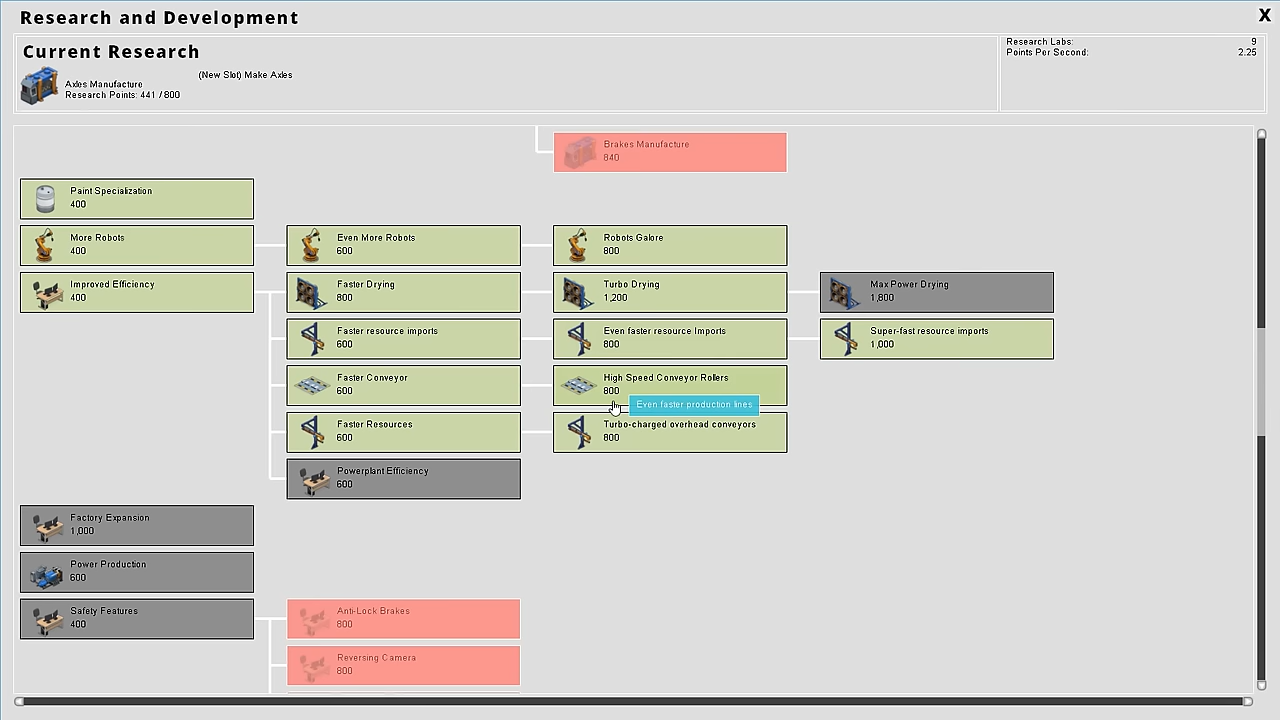 Research and Development
X
Current Research
(New Slot) Make Axles
Axles Manufacture
Research Points: 441 / 800
Research Labs: 9
Points Per Second: 2.25
Brakes Manufacture
840
Paint Specialization
400
More Robots
400
Even More Robots
600
Robots Galore
800
Improved Efficiency
400
Faster Drying
800
Turbo Drying
1,200
Max Power Drying
1,800
Faster resource imports
600
Even faster resource Imports
800
Super-fast resource imports
1,000
Faster Conveyor
600
High Speed Conveyor Rollers
800
Even faster production lines
Faster Resources
600
Turbo-charged overhead conveyors
800
Powerplant Efficiency
600
Factory Expansion
1,000
Power Production
600
Safety Features
400
Anti-Lock Brakes
800
Reversing Camera
800